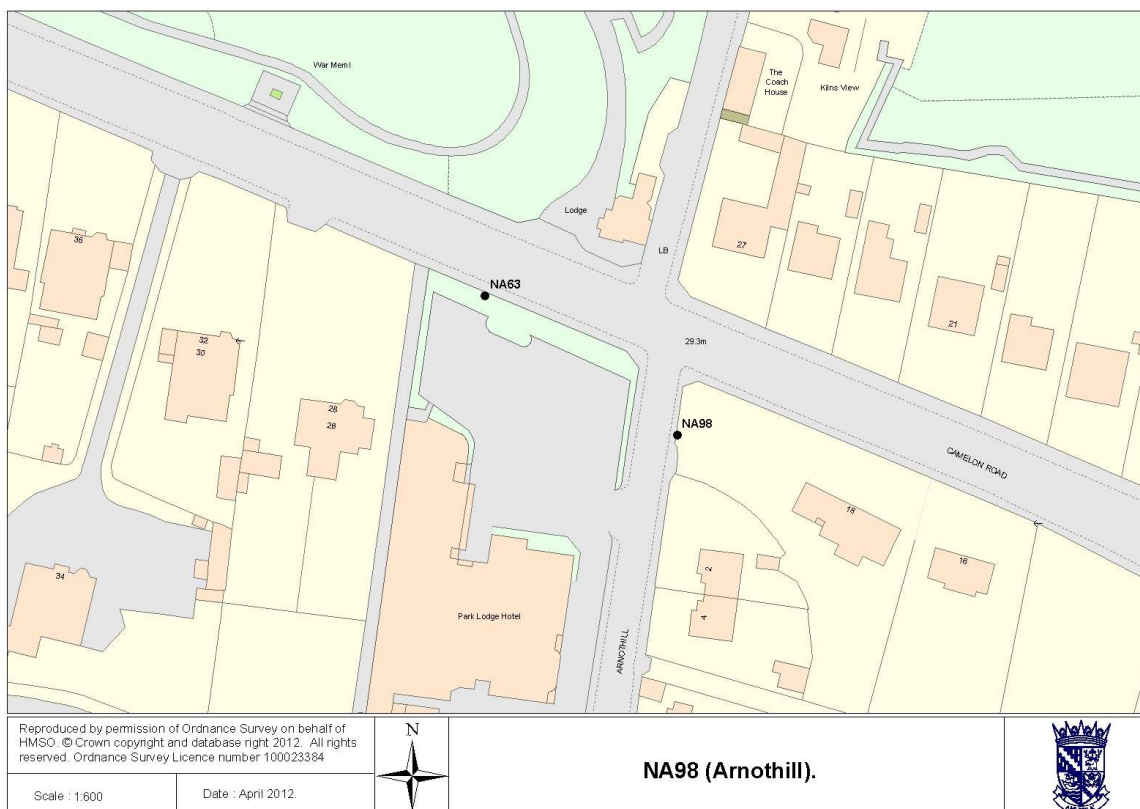 War Meml
The
Coach
House
Kilns View
Lodge
LB
27
36
NA63
32
30
29.3m
21
28
26
NA98
CAMELON ROAD
18
16
34
2
4
Park Lodge Hotel
ARNOTHILL
Reproduced by permission of Ordnance Survey on behalf of
HMSO. © Crown copyright and database right 2012. All rights
reserved. Ordnance Survey Licence number 100023384
Scale : 1:600
Date : April 2012.
N
NA98 (Arnothill).